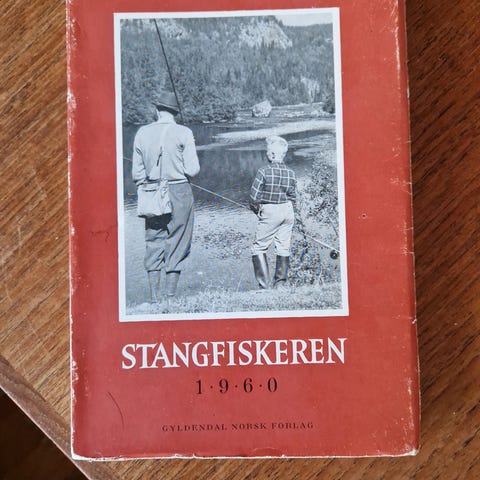 STANGFISKEREN
1·9·6·0
GYLDENDAL NORSK FORLAG